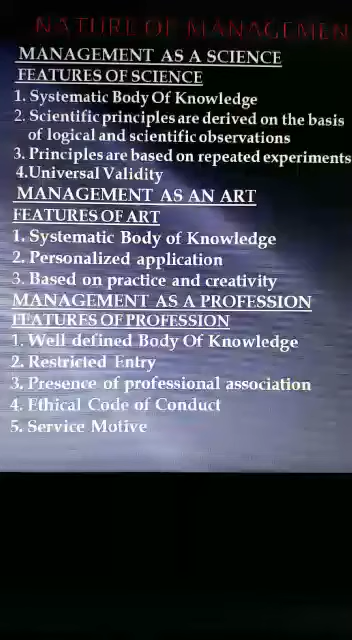 NATURE OF MANAGEMEN
MANAGEMENT AS A SCIENCE
FEATURES OF SCIENCE
1. Systematic Body Of Knowledge
2. Scientific principles are derived on the basis
of logical and scientific observations
3. Principles are based on repeated experiments
4.Universal Validity
MANAGEMENT AS AN ART
FEATURES OF ART
1. Systematic Body of Knowledge
2. Personalized application
3. Based on practice and creativity
MANAGEMENT AS A PROFESSION
FEATURES OF PROFESSION
1. Well defined Body Of Knowledge
2. Restricted Entry
3. Presence of professional association
4. Ethical Code of Conduct
5. Service Motive